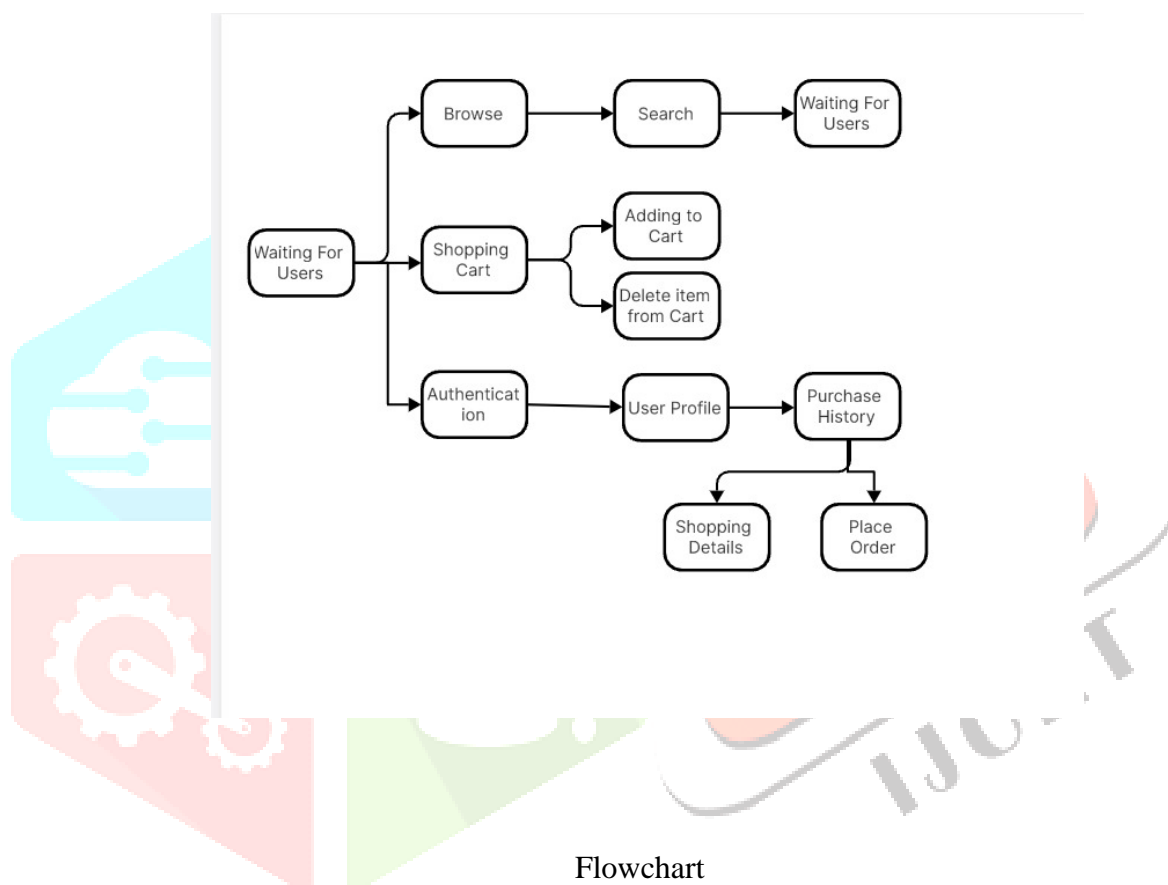 Browse
Search
Waiting For
Users
Waiting For
Users
Shopping
Cart
Adding to
Cart
Delete item
from Cart
Authenticat
ion
User Profile
Purchase
History
Shopping
Details
Place
Order
Flowchart